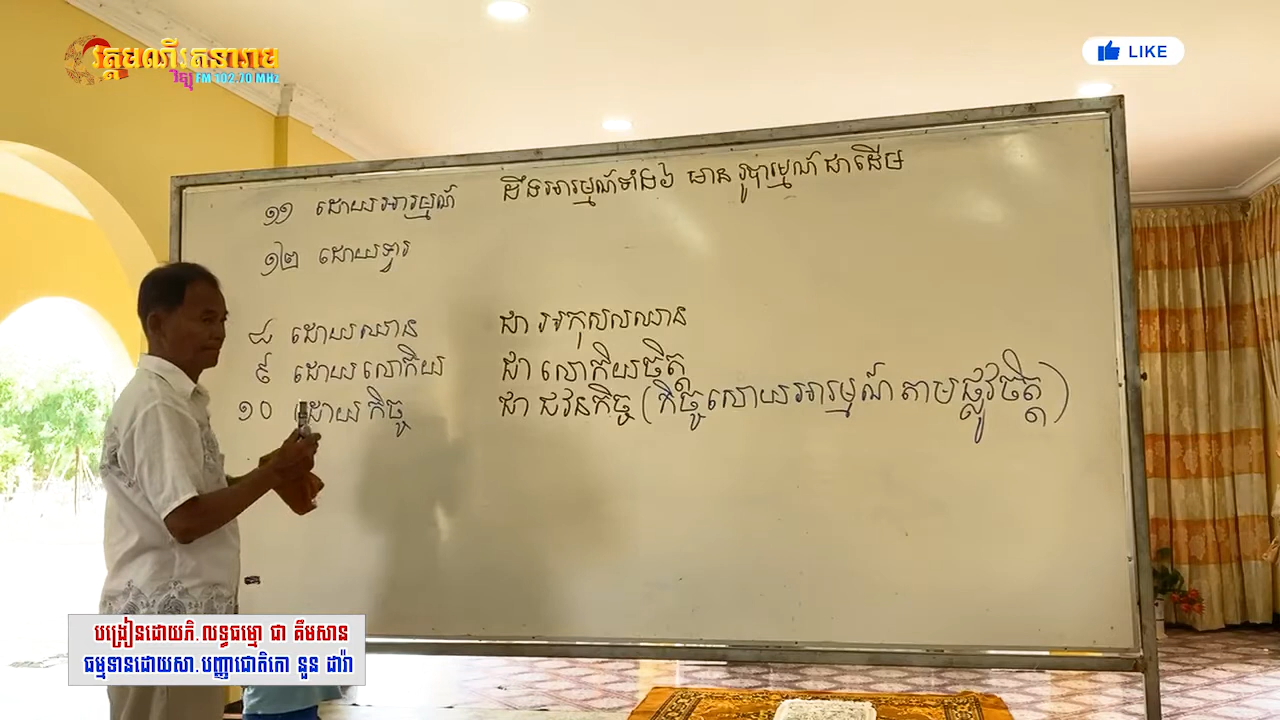 វត្តមណីរតនារាម
វិទ្យុ FM 102.70 MHz
LIKE
១១ ដោយអារម្មណ៍ ដឹងអារម្មណ៍ទាំង៦ មាន រូបារម្មណ៍ ជាដើម
១២ ដោយទ្វារ
៨ ដោយឈាន ជា អកុសលឈាន
៩ ដោយលោកិយ ជា លោកិយចិត្ត
១០ ដោយកិច្ច ជា ជវនកិច្ច (កិច្ចសោយអារម្មណ៍ តាមផ្លូវចិត្ត)
បង្រៀនដោយភិ.លទ្ធធម្មោ ជា គឹមសាន
ធម្មទានដោយសា.បញ្ញាជោតិកោ នួន ដារ៉ា